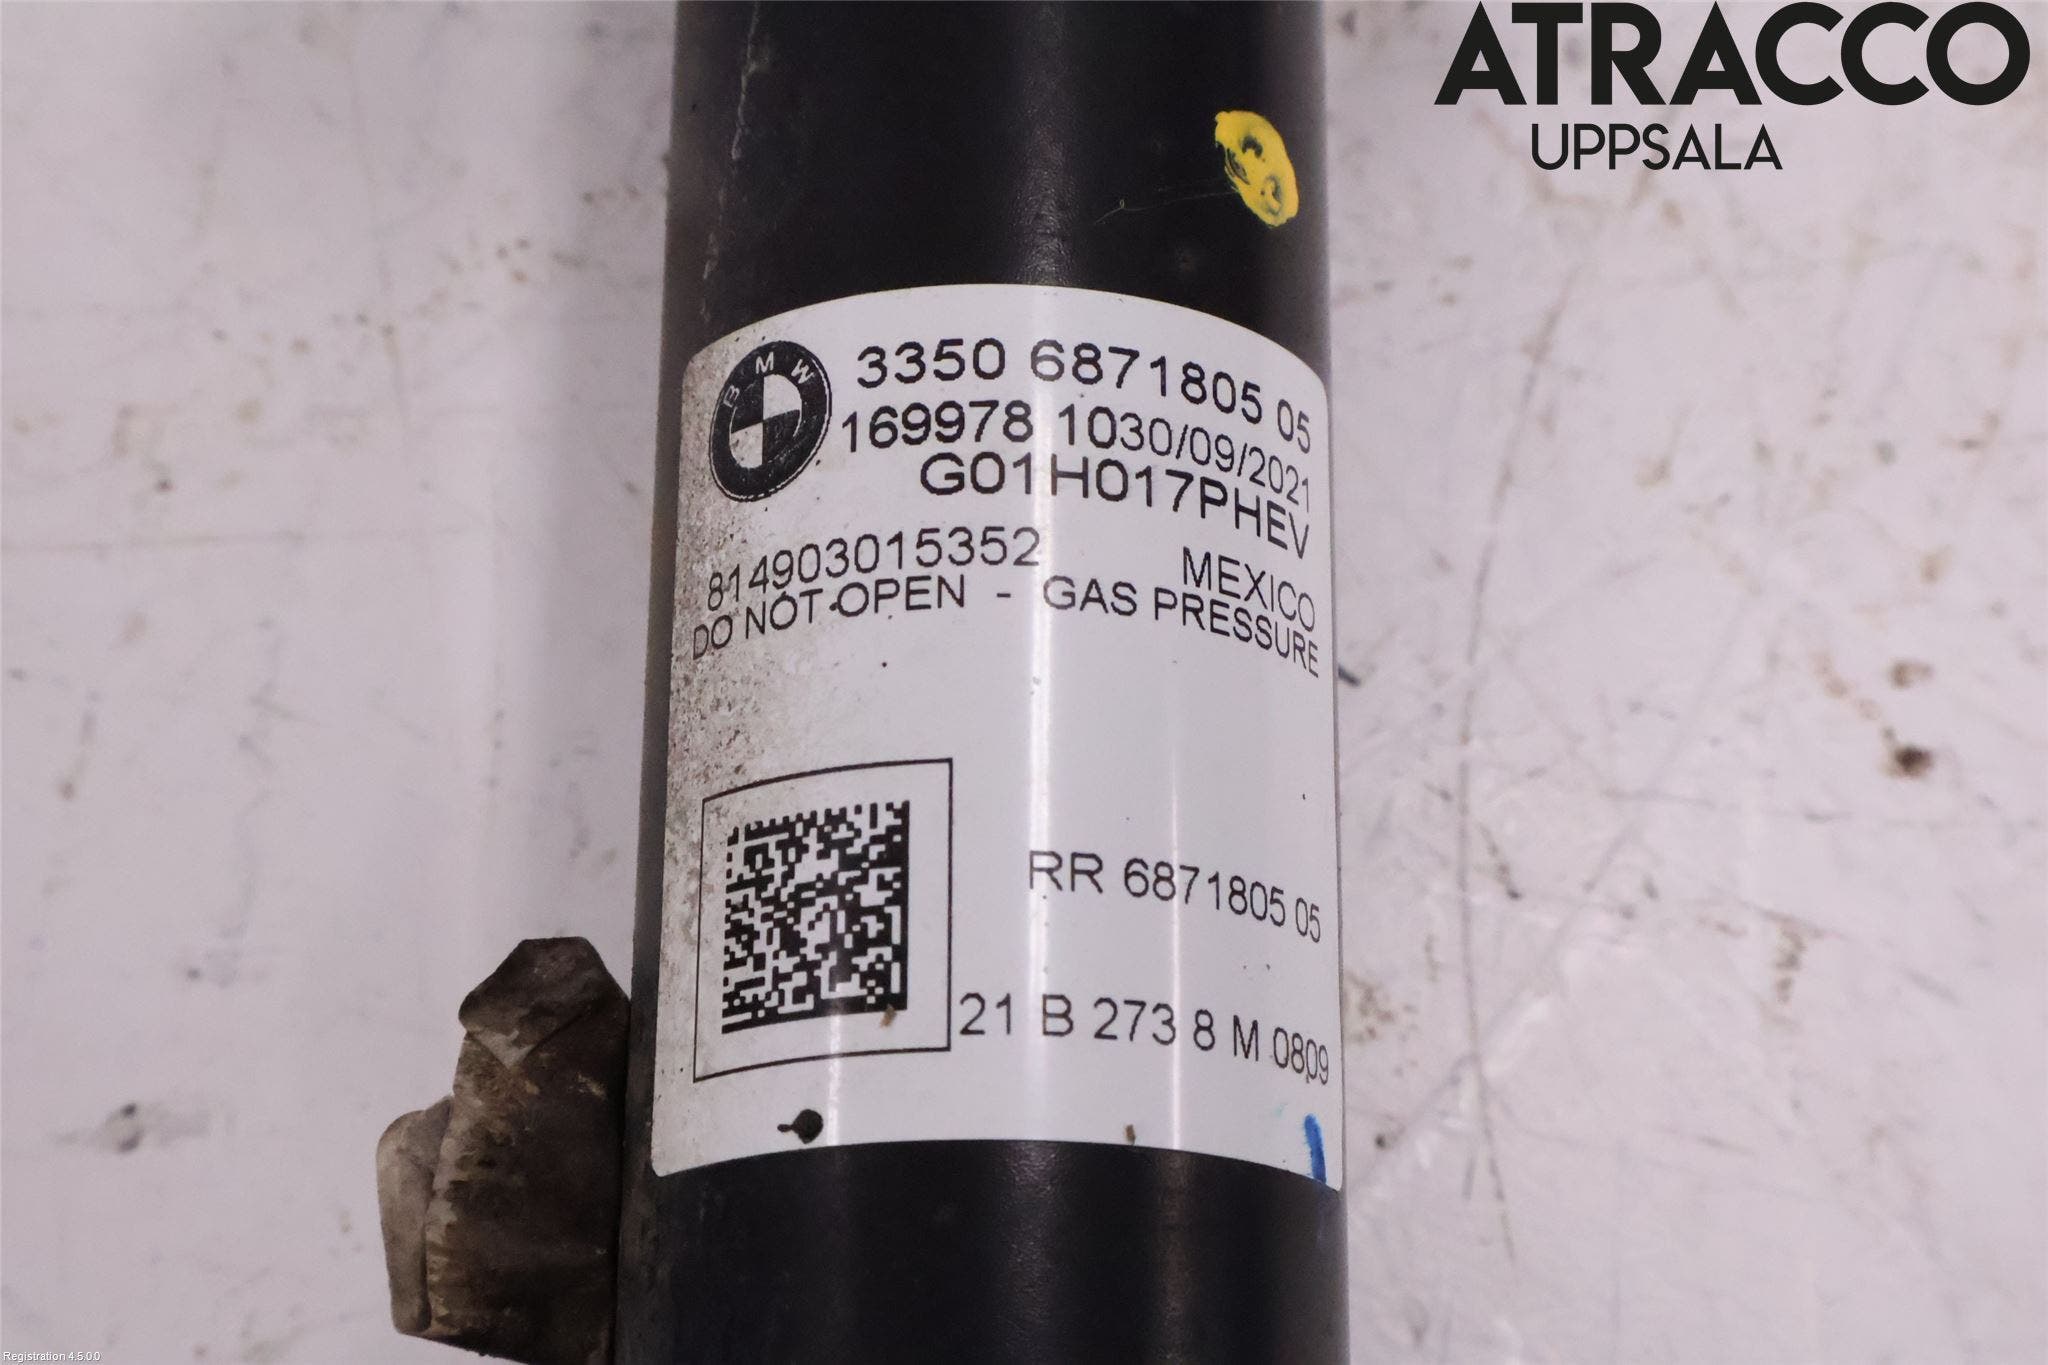 ATRACCO
UPPSALA
BMW
3350 6871805 05
169978 1030/09/2021
G01H017PHEV
814903015352 MEXICO
DO NOT OPEN - GAS PRESSURE
RR 6871805 05
21 B 273 8 M 0809
Registration 4.5.0.0